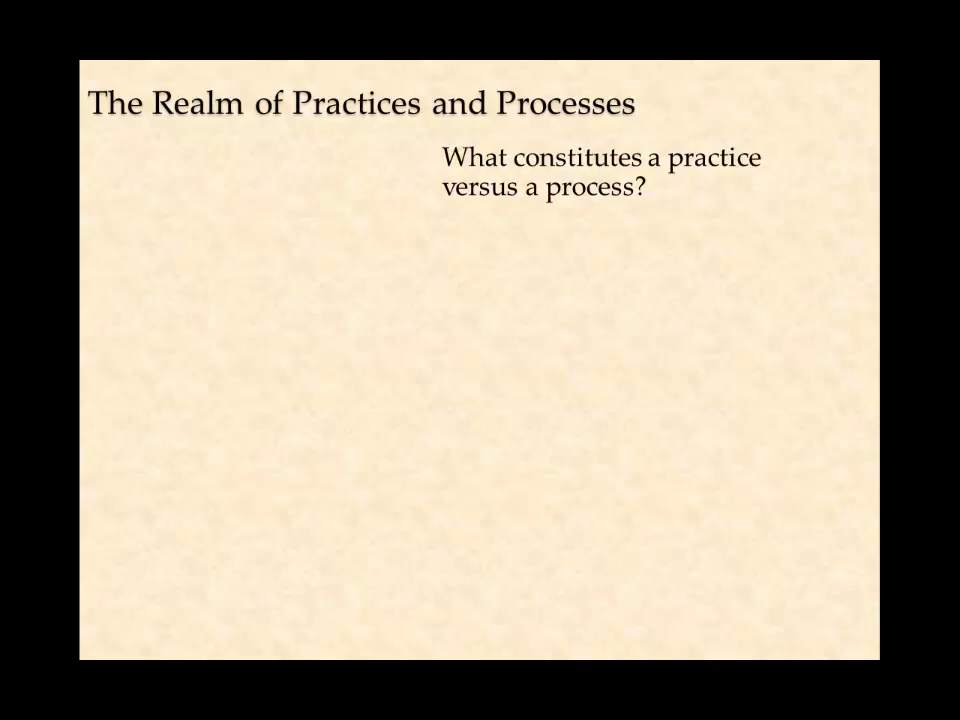 The Realm of Practices and Processes
What constitutes a practice
versus a process?